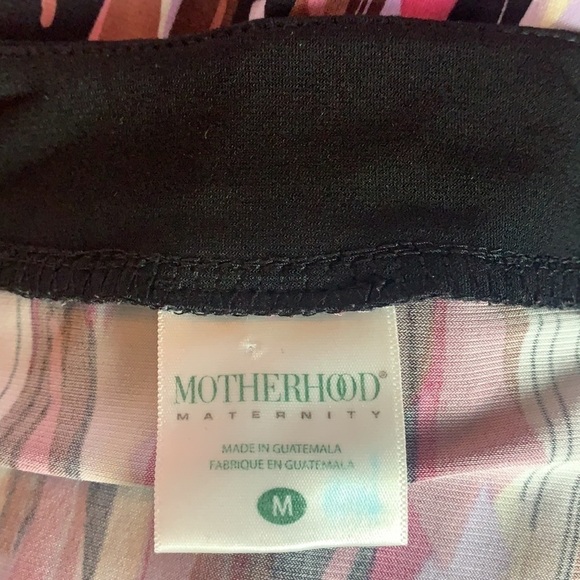 MOTHERHOOD®
MATERNITY
MADE IN GUATEMALA
FABRIQUE EN GUATEMALA
M